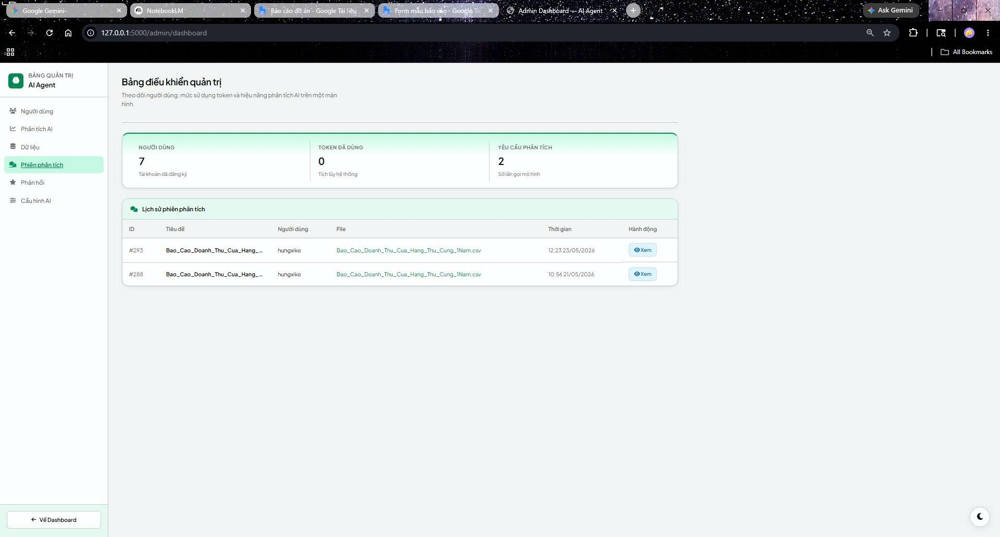 Google Gemini
NotebookLM
Báo cáo đồ án - Google Tài liệu
Form mẫu báo cáo - Google Tà
Admin Dashboard — AI Agent
Ask Gemini
127.0.0.1:5000/admin/dashboard
All Bookmarks
BẢNG QUẢN TRỊ
AI Agent
Người dùng
Phân tích AI
Dữ liệu
Phiên phân tích
Phản hồi
Cấu hình AI
Về Dashboard
Bảng điều khiển quản trị
Theo dõi người dùng, mức sử dụng token và hiệu năng phân tích AI trên một màn
hình.
NGƯỜI DÙNG
7
Tài khoản đã đăng ký
TOKEN ĐÃ DÙNG
0
Tích lũy hệ thống
YÊU CẦU PHÂN TÍCH
2
Số lần gọi mô hình
Lịch sử phiên phân tích
ID Tiêu đề Người dùng File Thời gian Hành động
#293 Bao_Cao_Doanh_Thu_Cua_Hang_... hungxike Bao_Cao_Doanh_Thu_Cua_Hang_Thu_Cung_1Nam.csv 12:23 23/05/2026 Xem
#288 Bao_Cao_Doanh_Thu_Cua_Hang_... hungxike Bao_Cao_Doanh_Thu_Cua_Hang_Thu_Cung_1Nam.csv 10:56 21/05/2026 Xem